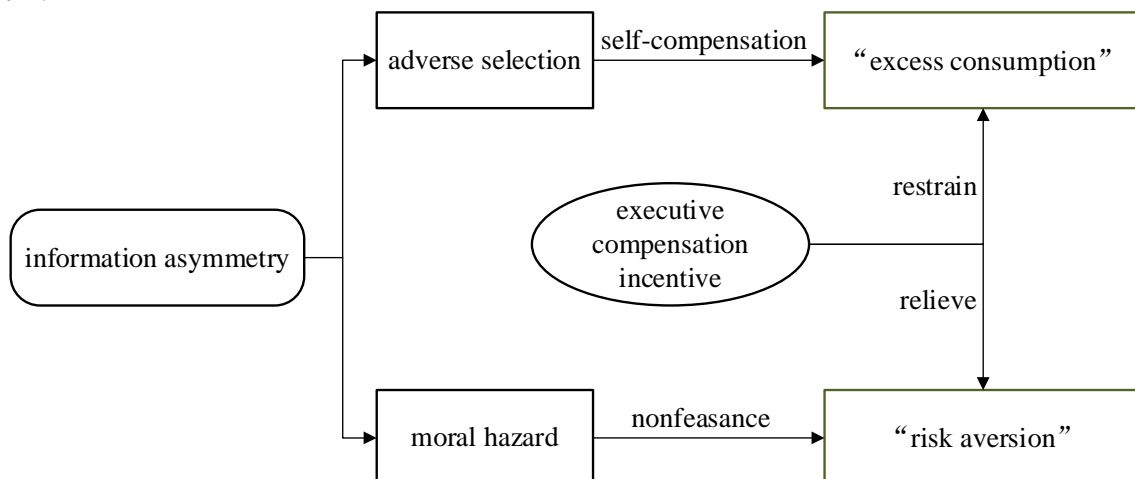 adverse selection
self-compensation
“excess consumption”
restrain
executive
compensation
incentive
information asymmetry
relieve
moral hazard
nonfeasance
“risk aversion”